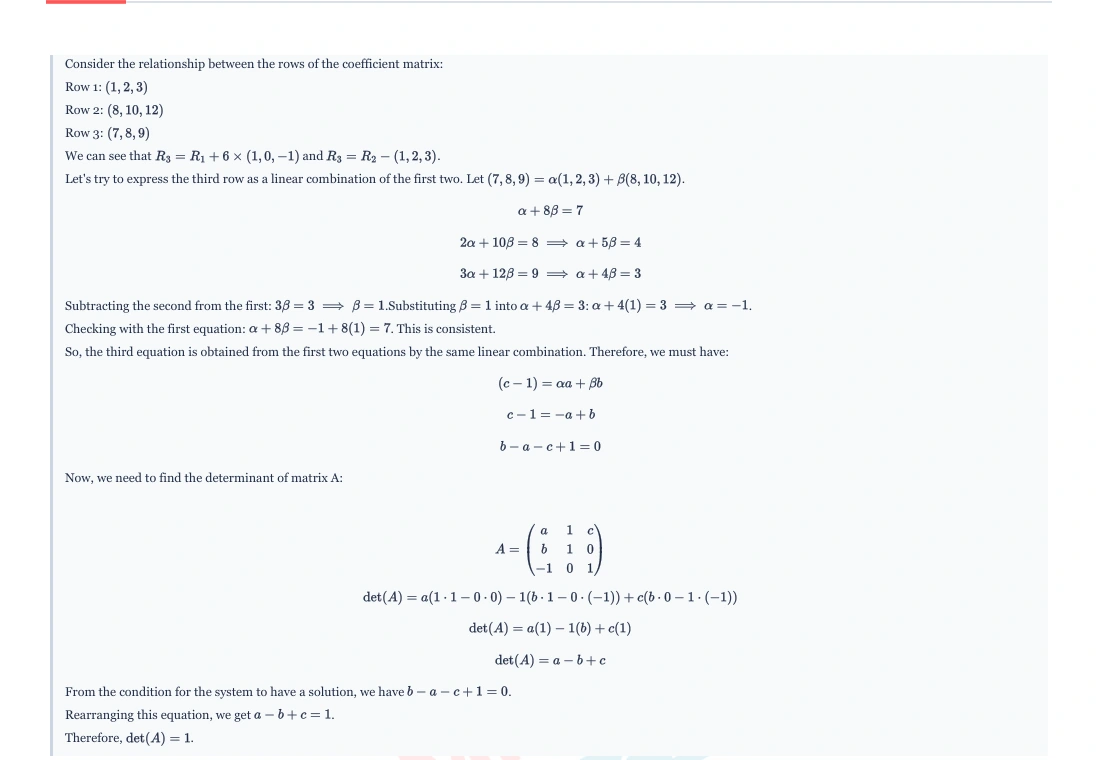 Consider the relationship between the rows of the coefficient matrix:
Row 1: (1, 2, 3)
Row 2: (8, 10, 12)
Row 3: (7, 8, 9)
We can see that R₃ = R₁ + 6 × (1, 0, −1) and R₃ = R₂ − (1, 2, 3).
Let's try to express the third row as a linear combination of the first two. Let (7, 8, 9) = α(1, 2, 3) + β(8, 10, 12).
α + 8β = 7
2α + 10β = 8 ⟹ α + 5β = 4
3α + 12β = 9 ⟹ α + 4β = 3
Subtracting the second from the first: 3β = 3 ⟹ β = 1.Substituting β = 1 into α + 4β = 3: α + 4(1) = 3 ⟹ α = −1.
Checking with the first equation: α + 8β = −1 + 8(1) = 7. This is consistent.
So, the third equation is obtained from the first two equations by the same linear combination. Therefore, we must have:
(c − 1) = αa + βb
c − 1 = −a + b
b − a − c + 1 = 0
Now, we need to find the determinant of matrix A:
a 1 c
A = b 1 0
−1 0 1
det(A) = a(1 · 1 − 0 · 0) − 1(b · 1 − 0 · (−1)) + c(b · 0 − 1 · (−1))
det(A) = a(1) − 1(b) + c(1)
det(A) = a − b + c
From the condition for the system to have a solution, we have b − a − c + 1 = 0.
Rearranging this equation, we get a − b + c = 1.
Therefore, det(A) = 1.